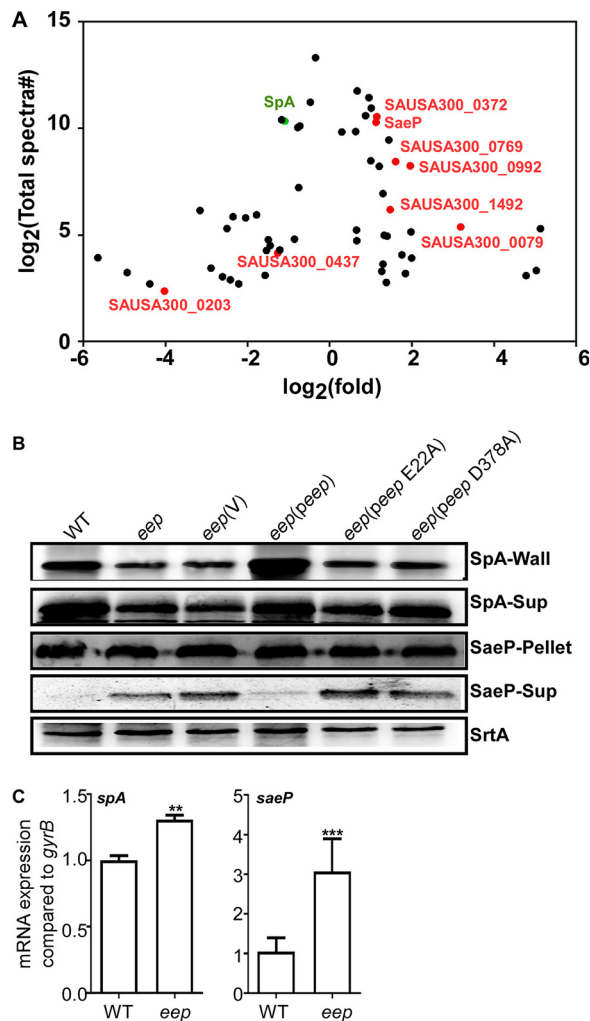 A
15
10
5
0
log2(Total spectra#)
SpA
SAUSA300_0372
SaeP
SAUSA300_0769
SAUSA300_0992
SAUSA300_1492
SAUSA300_0079
SAUSA300_0437
SAUSA300_0203
-6 -4 -2 0 2 4 6
log2(fold)
B
WT eep eep(V) eep(peep) eep(peep E22A) eep(peep D378A)
SpA-Wall
SpA-Sup
SaeP-Pellet
SaeP-Sup
SrtA
C
mRNA expression
compared to gyrB
1.5
1.0
0.5
0.0
spA
**
WT eep
5
4
3
2
1
0
saeP
***
WT eep